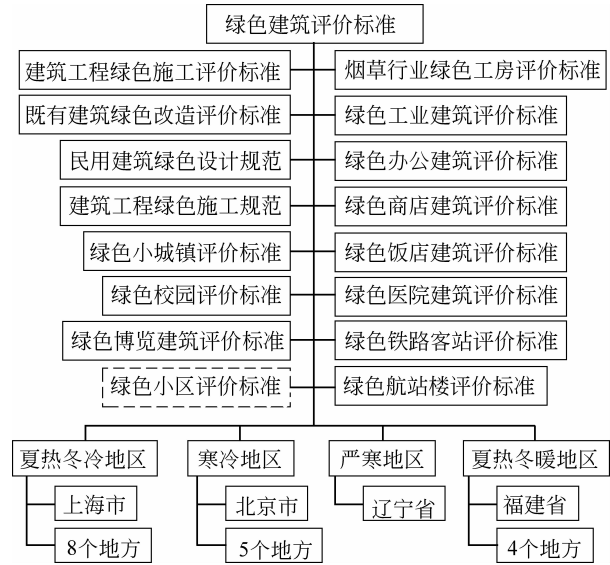 绿色建筑评价标准
建筑工程绿色施工评价标准
烟草行业绿色工房评价标准
既有建筑绿色改造评价标准
绿色工业建筑评价标准
民用建筑绿色设计规范
绿色办公建筑评价标准
建筑工程绿色施工规范
绿色商店建筑评价标准
绿色小城镇评价标准
绿色饭店建筑评价标准
绿色校园评价标准
绿色医院建筑评价标准
绿色博览建筑评价标准
绿色铁路客站评价标准
绿色小区评价标准
绿色航站楼评价标准
夏热冬冷地区
寒冷地区
严寒地区
夏热冬暖地区
上海市
北京市
辽宁省
福建省
8个地方
5个地方
4个地方